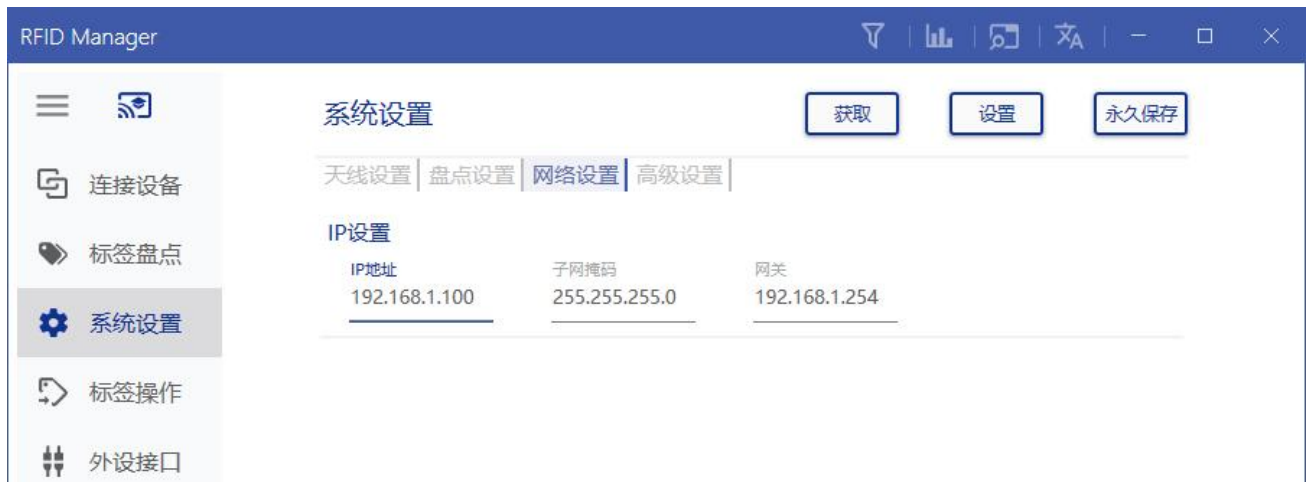 RFID Manager
系统设置 获取 设置 永久保存
天线设置 盘点设置 网络设置 高级设置
连接设备
标签盘点
系统设置
标签操作
外设接口
IP设置
IP地址 子网掩码 网关
192.168.1.100 255.255.255.0 192.168.1.254